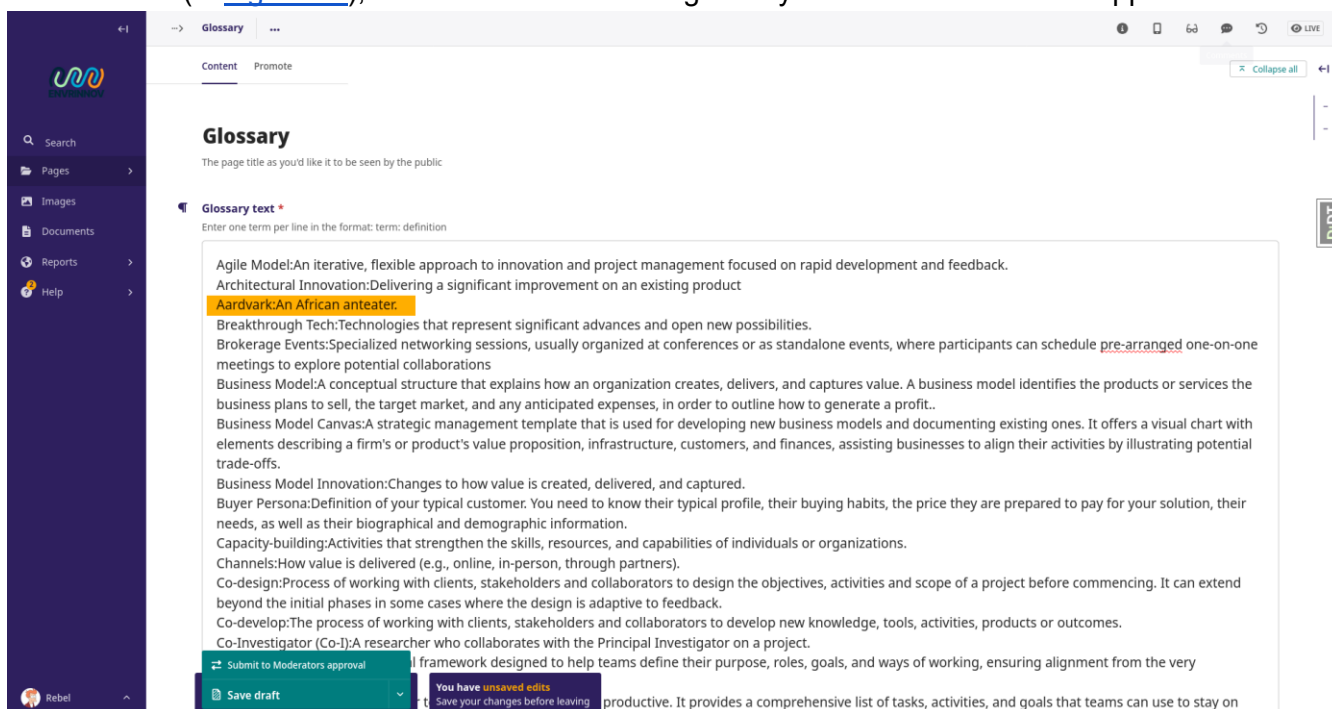 Glossary
LIVE
Content Promote
Collapse all
Search
Pages
Images
Documents
Reports
2
Help
Rebel
Glossary
The page title as you'd like it to be seen by the public
Glossary text *
Enter one term per line in the format: term: definition
Agile Model:An iterative, flexible approach to innovation and project management focused on rapid development and feedback.
Architectural Innovation:Delivering a significant improvement on an existing product
Aardvark:An African anteater.
Breakthrough Tech:Technologies that represent significant advances and open new possibilities.
Brokerage Events:Specialized networking sessions, usually organized at conferences or as standalone events, where participants can schedule pre-arranged one-on-one
meetings to explore potential collaborations
Business Model:A conceptual structure that explains how an organization creates, delivers, and captures value. A business model identifies the products or services the
business plans to sell, the target market, and any anticipated expenses, in order to outline how to generate a profit..
Business Model Canvas:A strategic management template that is used for developing new business models and documenting existing ones. It offers a visual chart with
elements describing a firm's or product's value proposition, infrastructure, customers, and finances, assisting businesses to align their activities by illustrating potential
trade-offs.
Business Model Innovation:Changes to how value is created, delivered, and captured.
Buyer Persona:Definition of your typical customer. You need to know their typical profile, their buying habits, the price they are prepared to pay for your solution, their
needs, as well as their biographical and demographic information.
Capacity-building:Activities that strengthen the skills, resources, and capabilities of individuals or organizations.
Channels:How value is delivered (e.g., online, in-person, through partners).
Co-design:Process of working with clients, stakeholders and collaborators to design the objectives, activities and scope of a project before commencing. It can extend
beyond the initial phases in some cases where the design is adaptive to feedback.
Co-develop:The process of working with clients, stakeholders and collaborators to develop new knowledge, tools, activities, products or outcomes.
Co-Investigator (Co-I):A researcher who collaborates with the Principal Investigator on a project.
framework designed to help teams define their purpose, roles, goals, and ways of working, ensuring alignment from the very
productive. It provides a comprehensive list of tasks, activities, and goals that teams can use to stay on
Submit to Moderators approval
Save draft
You have unsaved edits
Save your changes before leaving
DjDT